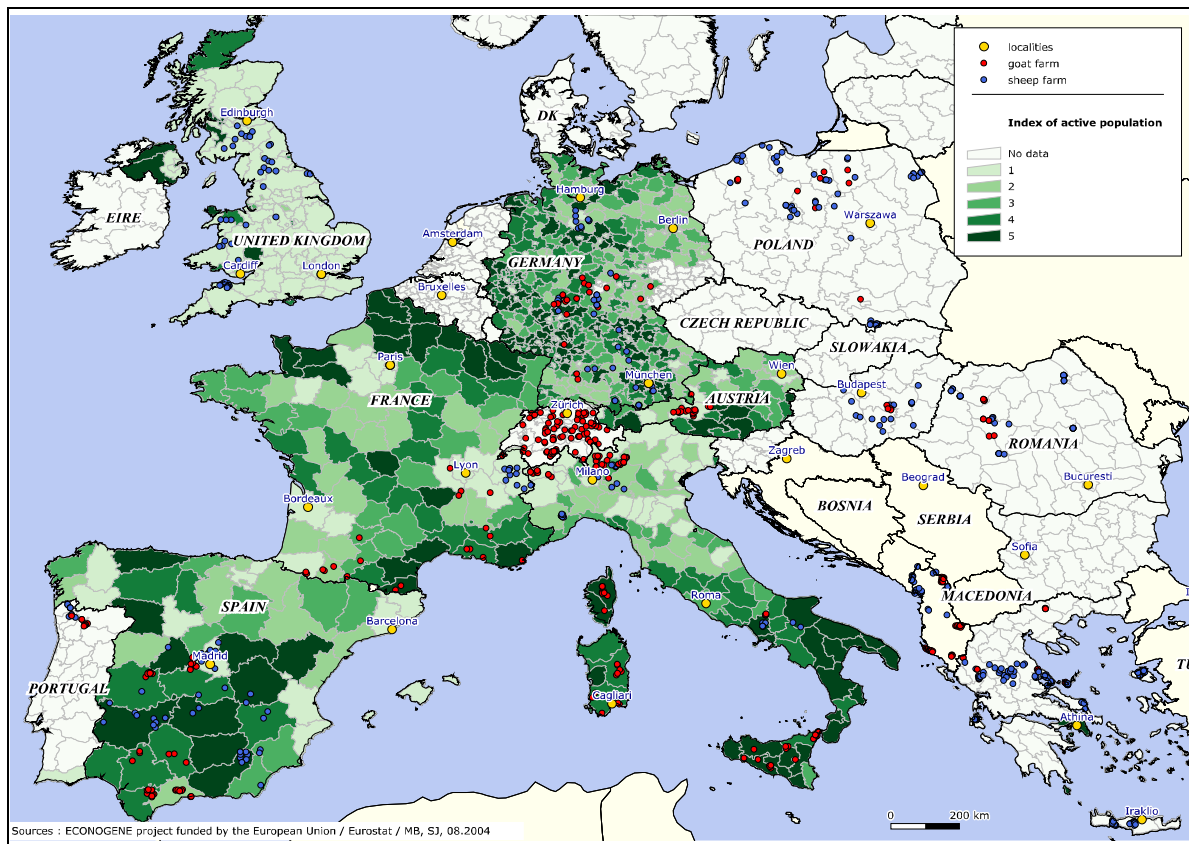 localities
goat farm
sheep farm
Index of active population
No data
1
2
3
4
5
Edinburgh
DK
EIRE
UNITED KINGDOM
Cardiff
London
Hamburg
Berlin
Amsterdam
GERMANY
Bruxelles
Warszawa
POLAND
CZECH REPUBLIC
SLOWAKIA
Paris
FRANCE
München
Wien
AUSTRIA
Budapest
Zürich
ROMANIA
Zagreb
Lyon
Milano
Bordeaux
Beograd
Bucuresti
BOSNIA
SERBIA
Sofia
SPAIN
Barcelona
Roma
MACEDONIA
Madrid
PORTUGAL
Cagliari
Athina
Iraklio
0 200 km
Sources : ECONOGENE project funded by the European Union / Eurostat / MB, SJ, 08.2004